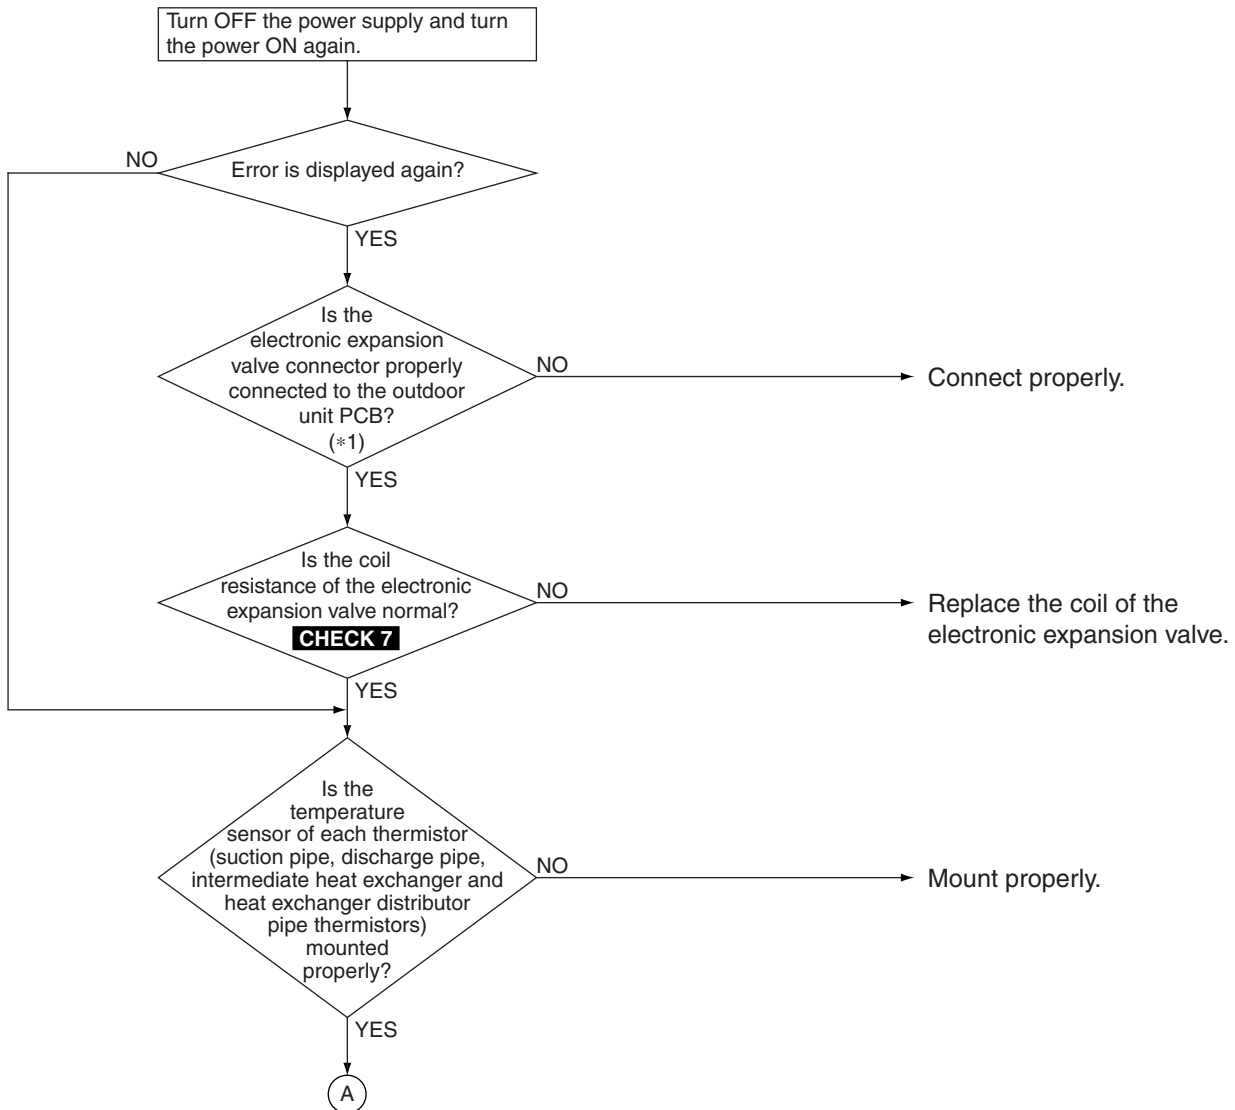 Turn OFF the power supply and turn
the power ON again.
NO
Error is displayed again?
YES
Is the
electronic expansion
valve connector properly
connected to the outdoor
unit PCB?
(*1)
NO
Connect properly.
YES
Is the coil
resistance of the electronic
expansion valve normal?
CHECK 7
NO
Replace the coil of the
electronic expansion valve.
YES
Is the
temperature
sensor of each thermistor
(suction pipe, discharge pipe,
intermediate heat exchanger and
heat exchanger distributor
pipe thermistors)
mounted
properly?
NO
Mount properly.
YES
A